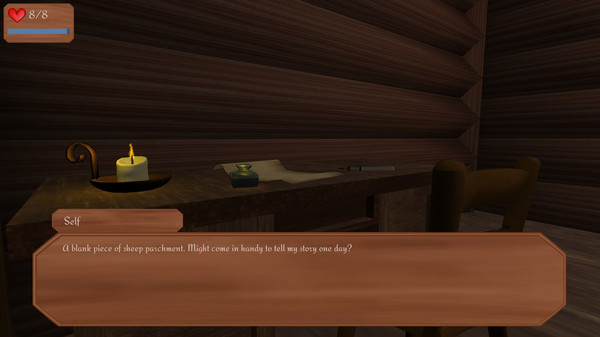 8/8
Self
A blank piece of sheep parchment. Might come in handy to tell my story one day?